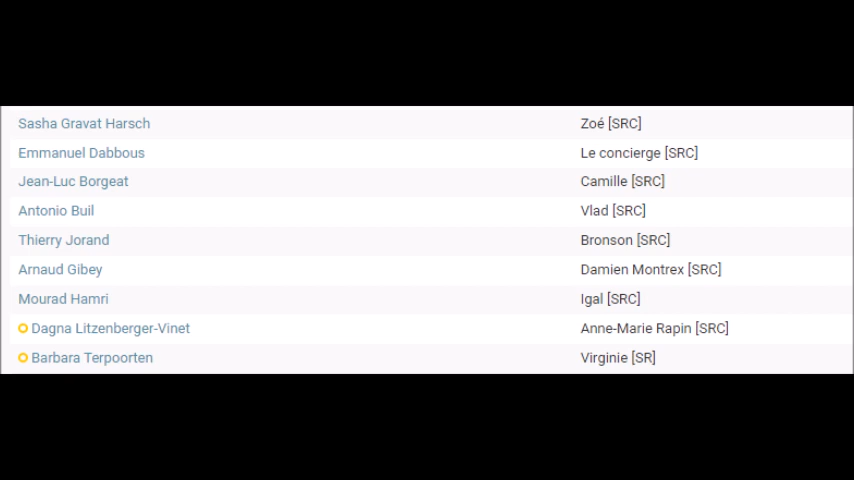 Sasha Gravat Harsch Zoé [SRC]
Emmanuel Dabbous Le concierge [SRC]
Jean-Luc Borgeat Camille [SRC]
Antonio Buil Vlad [SRC]
Thierry Jorand Bronson [SRC]
Arnaud Gibey Damien Montrex [SRC]
Mourad Hamri Igal [SRC]
Dagna Litzenberger-Vinet Anne-Marie Rapin [SRC]
Barbara Terpoorten Virginie [SR]